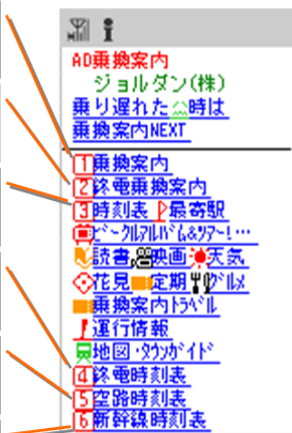 AD乗換案内
ジョルダン(株)
乗り遅れた 時は
乗換案内NEXT
1乗換案内
2終電乗換案内
3時刻表 最寄駅
ビークルアルバム&ツアー!…
読書 映画 天気
花見 定期 グルメ
乗換案内トラベル
運行情報
地図・タウンガイド
4終電時刻表
5空路時刻表
6新幹線時刻表